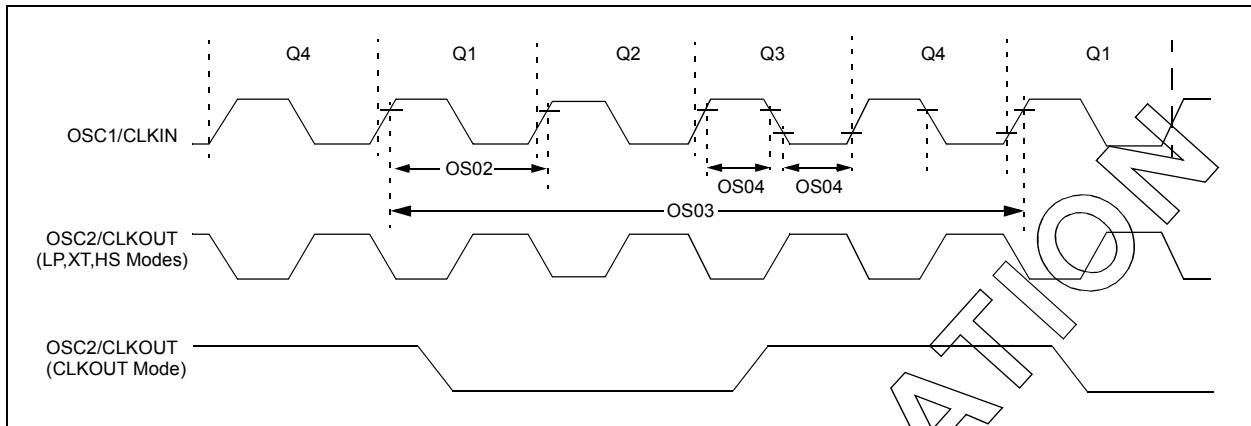 Q4 Q1 Q2 Q3 Q4 Q1
OSC1/CLKIN
OS02
OS04 OS04
OS03
OSC2/CLKOUT
(LP,XT,HS Modes)
OSC2/CLKOUT
(CLKOUT Mode)
ATION